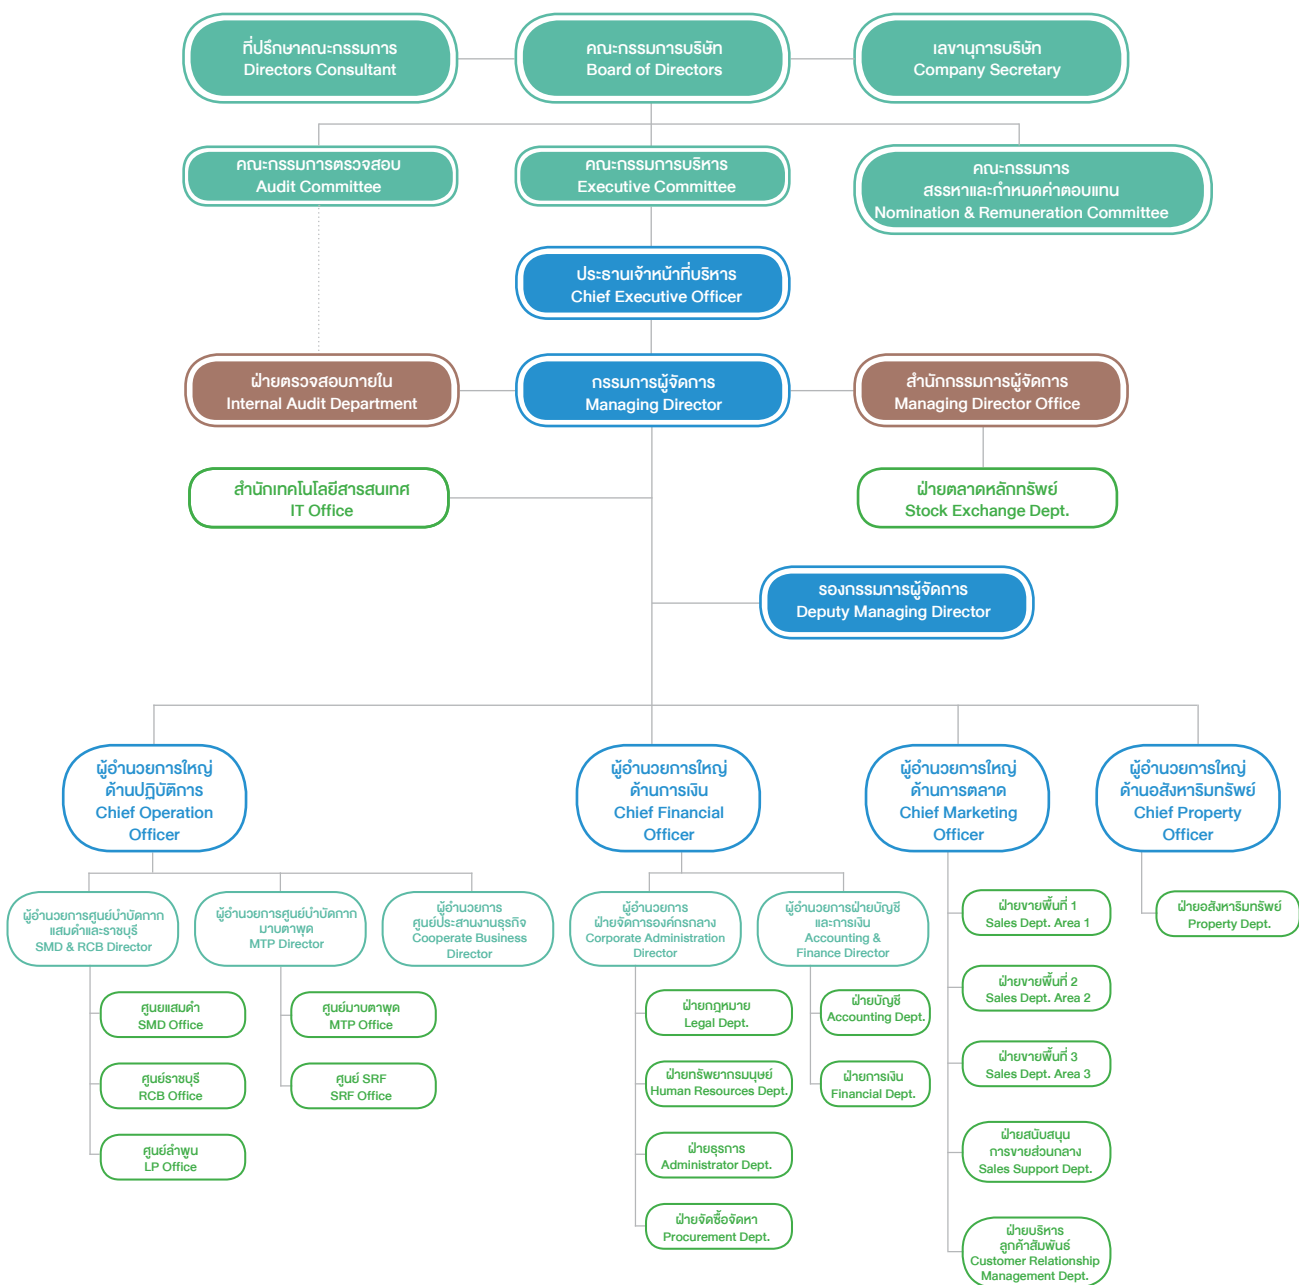 ที่ปรึกษาคณะกรรมการ
Directors Consultant
คณะกรรมการบริษัท
Board of Directors
เลขานุการบริษัท
Company Secretary
คณะกรรมการตรวจสอบ
Audit Committee
คณะกรรมการบริหาร
Executive Committee
คณะกรรมการ
สรรหาและกำหนดค่าตอบแทน
Nomination & Remuneration Committee
ประธานเจ้าหน้าที่บริหาร
Chief Executive Officer
ฝ่ายตรวจสอบภายใน
Internal Audit Department
กรรมการผู้จัดการ
Managing Director
สำนักกรรมการผู้จัดการ
Managing Director Office
สำนักเทคโนโลยีสารสนเทศ
IT Office
ฝ่ายตลาดหลักทรัพย์
Stock Exchange Dept.
รองกรรมการผู้จัดการ
Deputy Managing Director
ผู้อำนวยการใหญ่
ด้านปฏิบัติการ
Chief Operation
Officer
ผู้อำนวยการใหญ่
ด้านการเงิน
Chief Financial
Officer
ผู้อำนวยการใหญ่
ด้านการตลาด
Chief Marketing
Officer
ผู้อำนวยการใหญ่
ด้านอสังหาริมทรัพย์
Chief Property
Officer
ผู้อำนวยการศูนย์บำบัดกาก
แสมดำและราชบุรี
SMD & RCB Director
ผู้อำนวยการศูนย์บำบัดกาก
มาบตาพุด
MTP Director
ผู้อำนวยการ
ศูนย์ประสานงานธุรกิจ
Cooperate Business
Director
ผู้อำนวยการ
ฝ่ายจัดการองค์กรกลาง
Corporate Administration
Director
ผู้อำนวยการฝ่ายบัญชี
และการเงิน
Accounting &
Finance Director
ฝ่ายขายพื้นที่ 1
Sales Dept. Area 1
ฝ่ายอสังหาริมทรัพย์
Property Dept.
ศูนยแสมดำ
SMD Office
ศูนย์มาบตาพุด
MTP Office
ฝ่ายกฎหมาย
Legal Dept.
ฝ่ายบัญชี
Accounting Dept.
ฝ่ายขายพื้นที่ 2
Sales Dept. Area 2
ศูนย์ราชบุรี
RCB Office
ศูนย์ SRF
SRF Office
ฝ่ายทรัพยากรมนุษย์
Human Resources Dept.
ฝ่ายการเงิน
Financial Dept.
ฝ่ายขายพื้นที่ 3
Sales Dept. Area 3
ศูนย์ลำพูน
LP Office
ฝ่ายธุรการ
Administrator Dept.
ฝ่ายสนับสนุน
การขายส่วนกลาง
Sales Support Dept.
ฝ่ายจัดซื้อจัดหา
Procurement Dept.
ฝ่ายบริหาร
ลูกค้าสัมพันธ์
Customer Relationship
Management Dept.